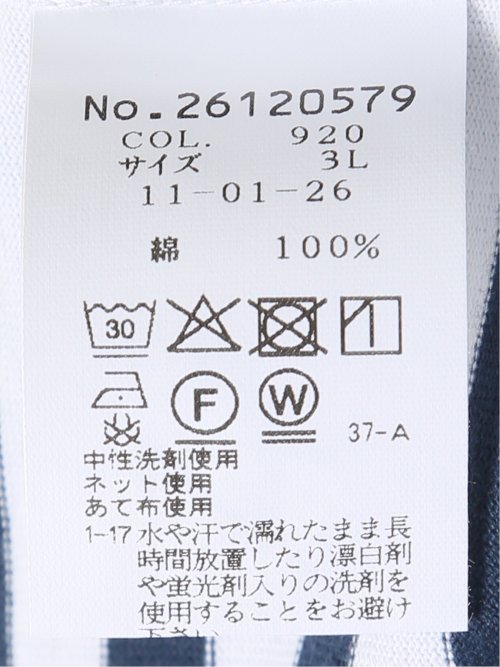 No.26120579
COL. 920
サイズ 3L
11-01-26
綿 100%
30
F W 37-A
中性洗剤使用
ネット使用
あて布使用
1-17 水や汗で濡れたまま長
時間放置したり漂白剤
や蛍光剤入りの洗剤を
使用することをお避け
下さい